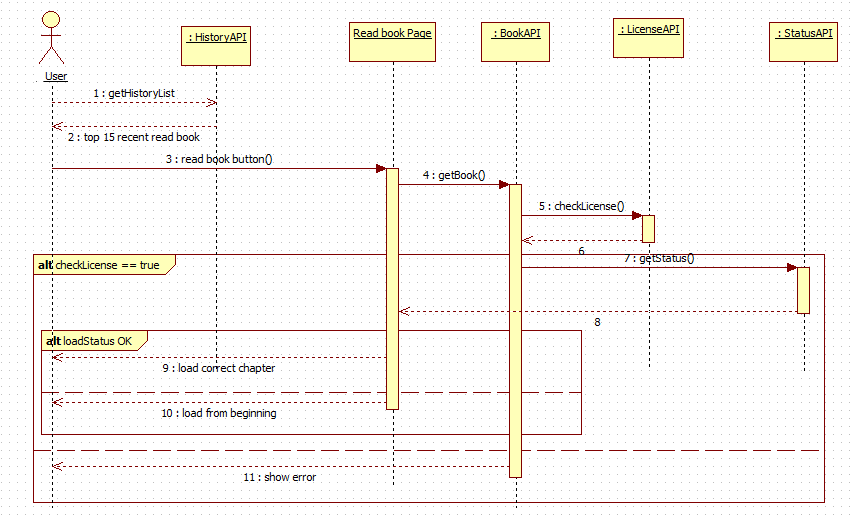 : HistoryAPI
Read book Page
: BookAPI
: LicenseAPI
: StatusAPI
: User
1 : getHistoryList
2 : top 15 recent read book
3 : read book button()
4 : getBook()
5 : checkLicense()
6
7 : getStatus()
alt checkLicense == true
8
alt loadStatus OK
9 : load correct chapter
10 : load from beginning
11 : show error